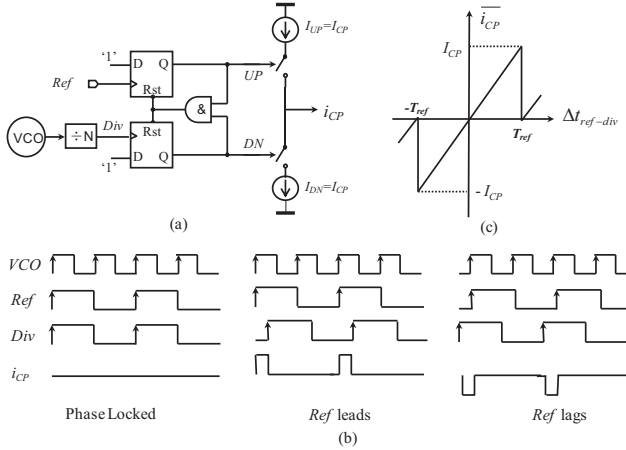 '1'
D Q
Ref
Rst
UP
I_UP=I_CP
&
i_CP
VCO
÷N
Div
Rst
D Q
'1'
DN
I_DN=I_CP
(a)
i_CP
I_CP
-T_ref
T_ref
Δt_ref-div
- I_CP
(c)
VCO
Ref
Div
i_CP
Phase Locked
Ref leads
Ref lags
(b)